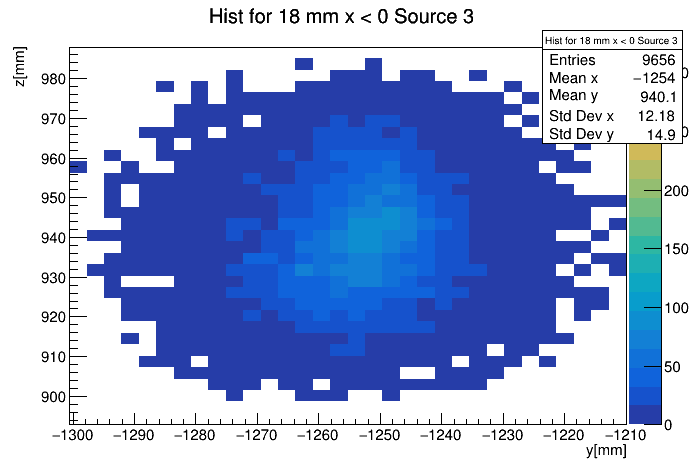 Hist for 18 mm x < 0 Source 3
z[mm]
980
970
960
950
940
930
920
910
900
−1300 −1290 −1280 −1270 −1260 −1250 −1240 −1230 −1220 −1210
y[mm]
Hist for 18 mm x < 0 Source 3
Entries 9656
Mean x −1254
Mean y 940.1
Std Dev x 12.18
Std Dev y 14.9
200
150
100
50
0